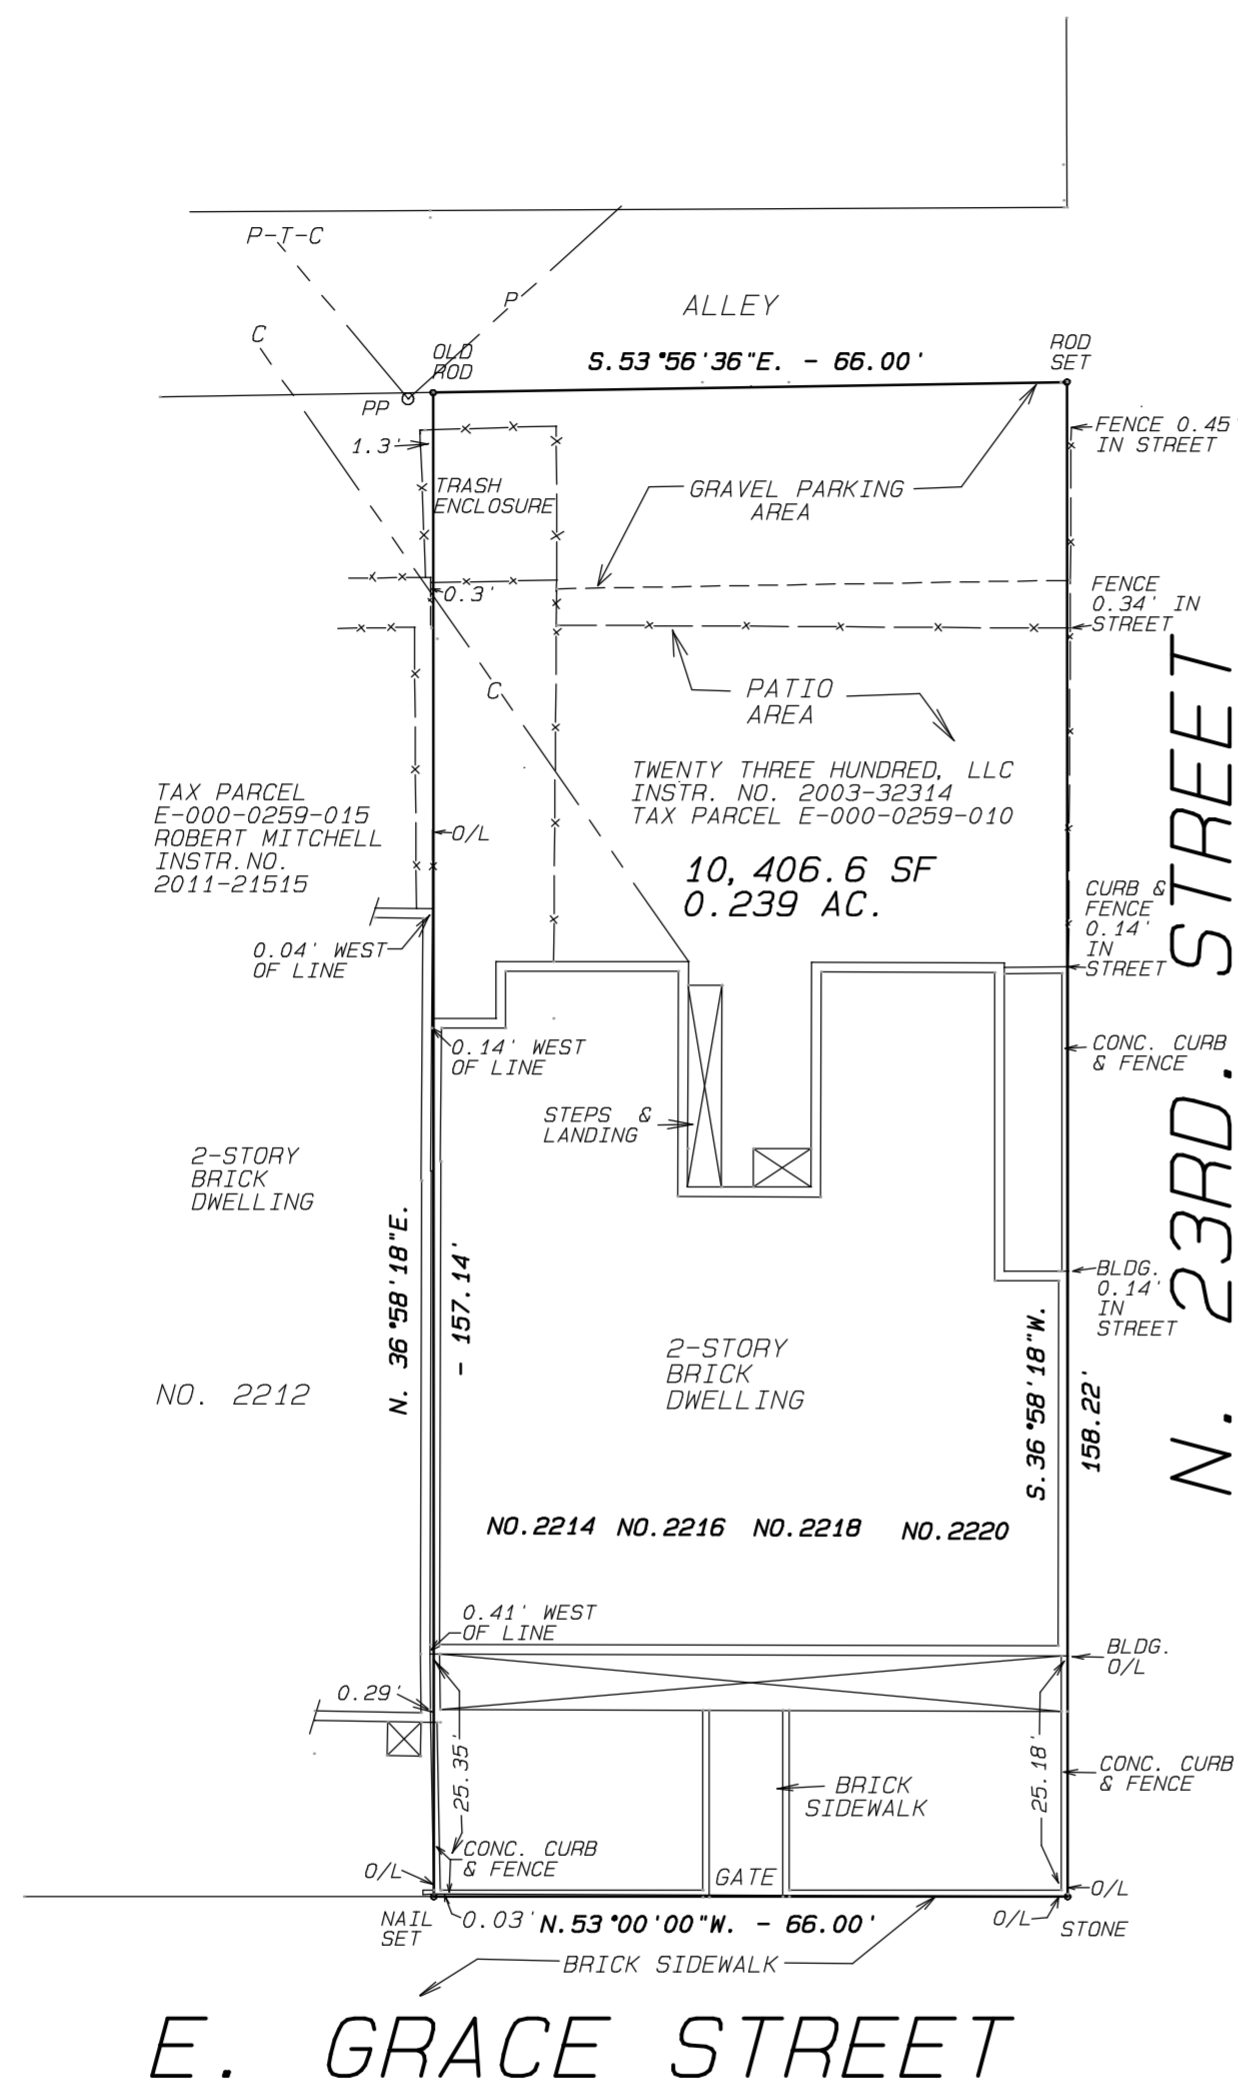 P-T-C
P
C
ALLEY
OLD
ROD
S.53°56'36"E. - 66.00'
ROD
SET
PP
1.3'
FENCE 0.45'
IN STREET
TRASH
ENCLOSURE
GRAVEL PARKING
AREA
0.3'
FENCE
0.34' IN
STREET
C
PATIO
AREA
TWENTY THREE HUNDRED, LLC
INSTR. NO. 2003-32314
TAX PARCEL E-000-0259-010
TAX PARCEL
E-000-0259-015
ROBERT MITCHELL
INSTR.NO.
2011-21515
O/L
10,406.6 SF
0.239 AC.
CURB &
FENCE
0.14'
IN
STREET
0.04' WEST
OF LINE
0.14' WEST
OF LINE
CONC. CURB
& FENCE
STEPS &
LANDING
2-STORY
BRICK
DWELLING
N. 36°58'18"E.
- 157.14'
BLDG.
0.14'
IN
STREET
2-STORY
BRICK
DWELLING
S.36°58'18"W.
158.22'
NO. 2212
N. 23RD. STREET
NO.2214 NO.2216 NO.2218 NO.2220
0.41' WEST
OF LINE
BLDG.
O/L
0.29'
25.35'
25.18'
BRICK
SIDEWALK
CONC. CURB
& FENCE
CONC. CURB
& FENCE
O/L
GATE
O/L
NAIL
SET
0.03'
N.53°00'00"W. - 66.00'
O/L
STONE
BRICK SIDEWALK
E. GRACE STREET